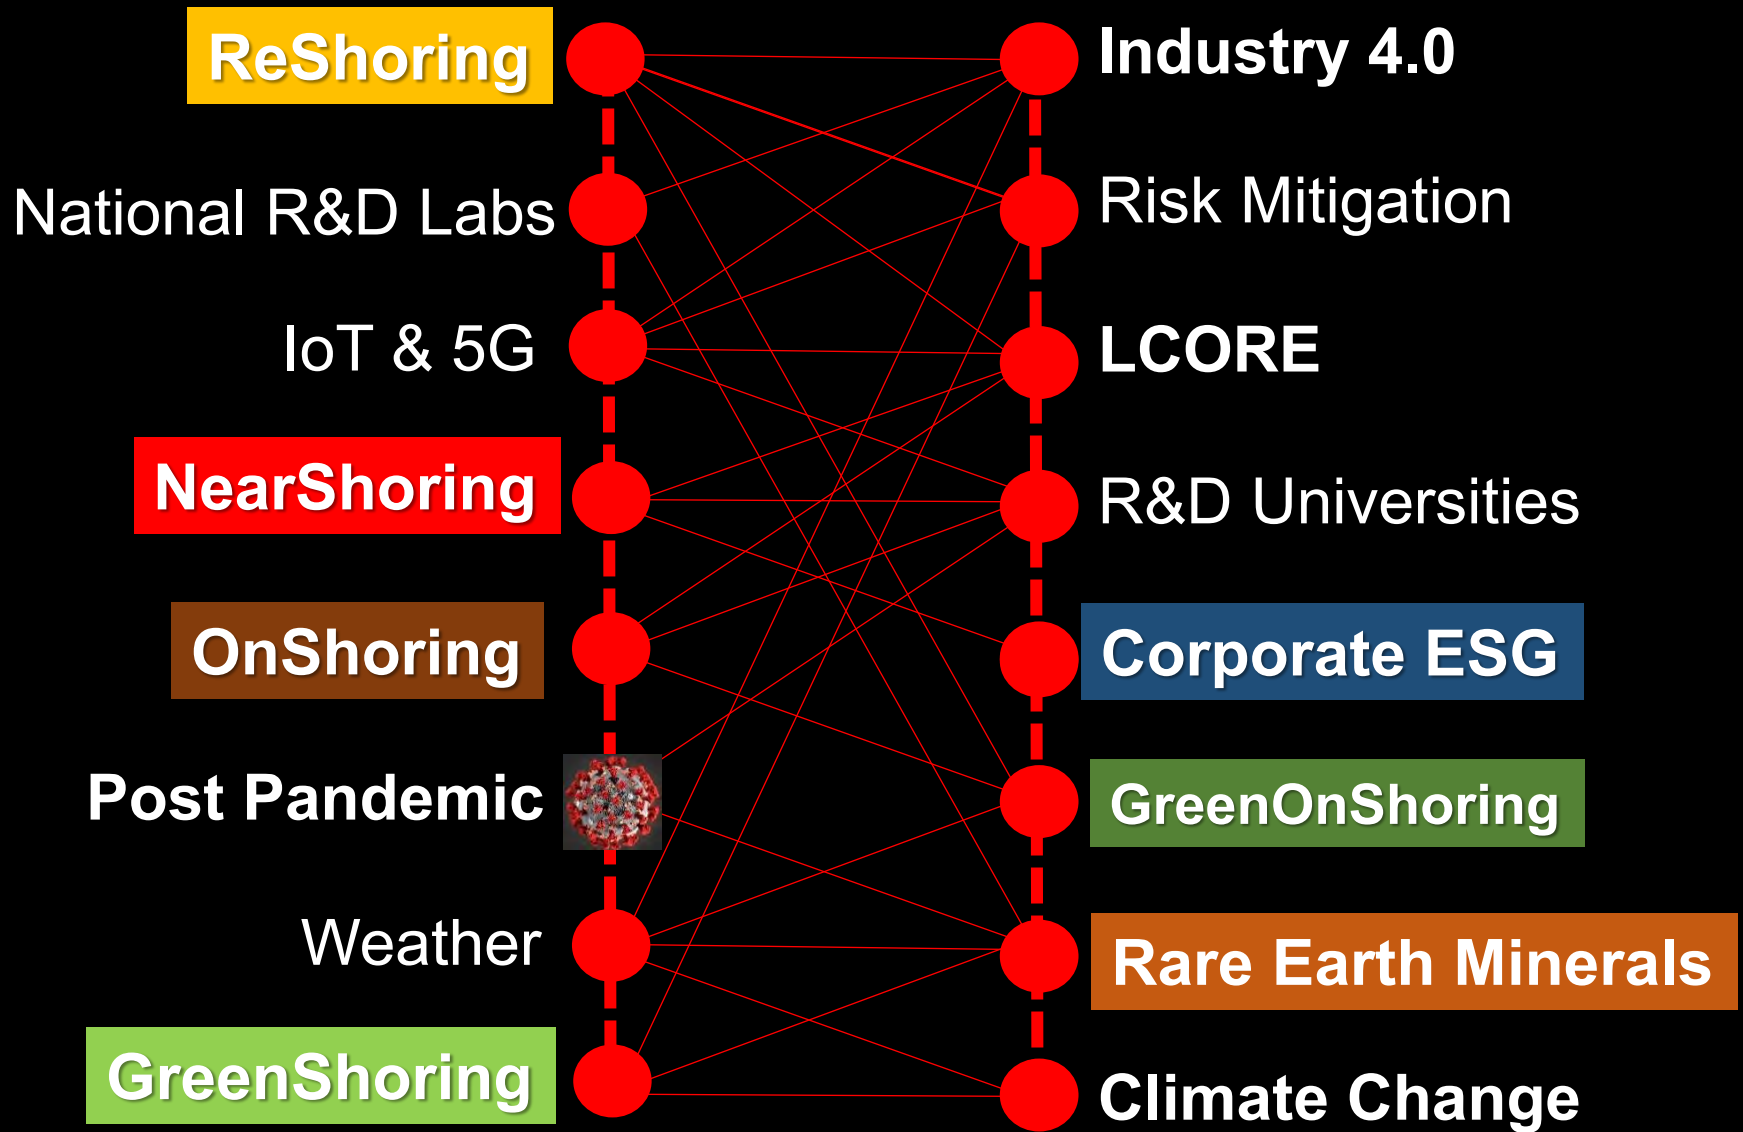 ReShoring
Industry 4.0
National R&D Labs
Risk Mitigation
IoT & 5G
LCORE
NearShoring
R&D Universities
OnShoring
Corporate ESG
Post Pandemic
GreenOnShoring
Weather
Rare Earth Minerals
GreenShoring
Climate Change